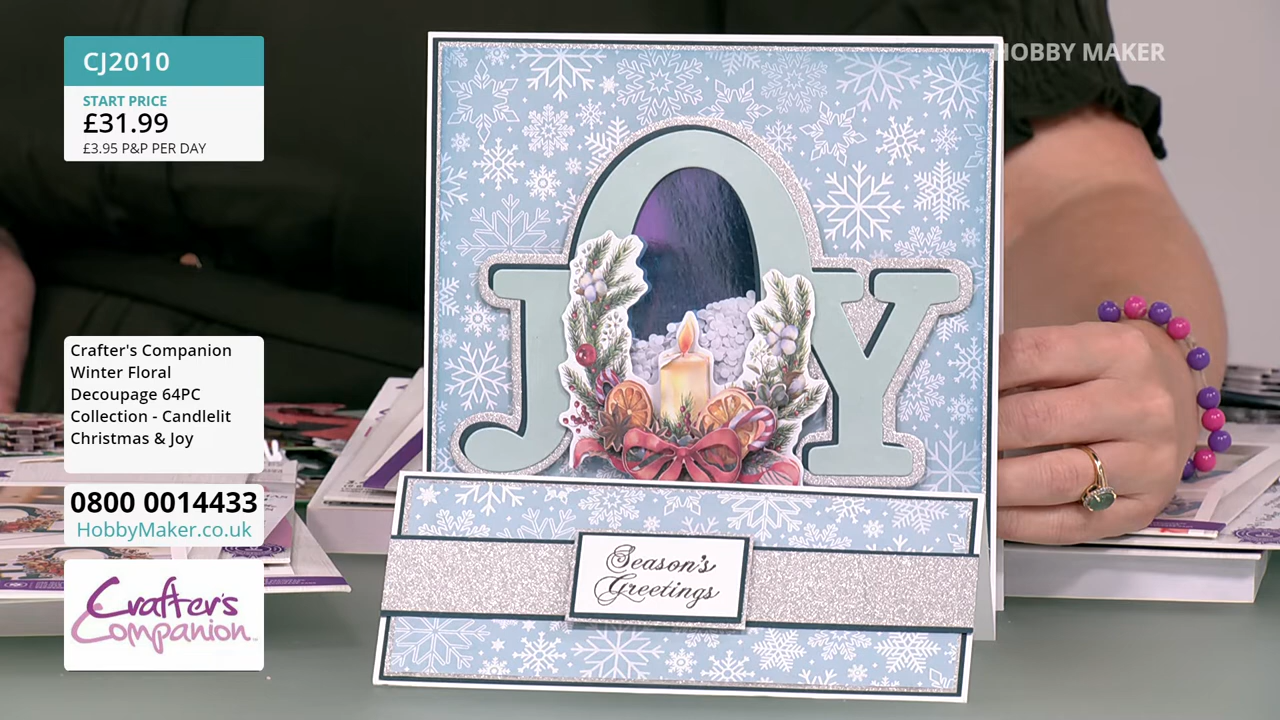 CJ2010
START PRICE
£31.99
£3.95 P&P PER DAY
HOBBY MAKER
JOY
Season's
Greetings
Crafter's Companion
Winter Floral
Decoupage 64PC
Collection - Candlelit
Christmas & Joy
0800 0014433
HobbyMaker.co.uk
Crafter's
Companion